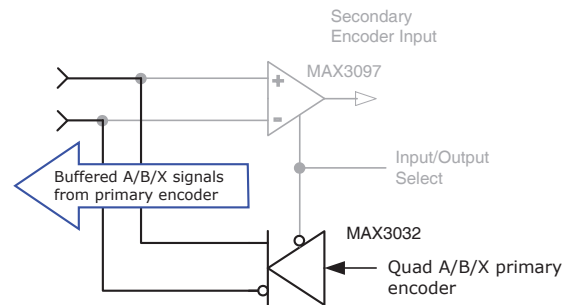 Secondary
Encoder Input
MAX3097
+
-
Buffered A/B/X signals
from primary encoder
Input/Output
Select
MAX3032
Quad A/B/X primary
encoder